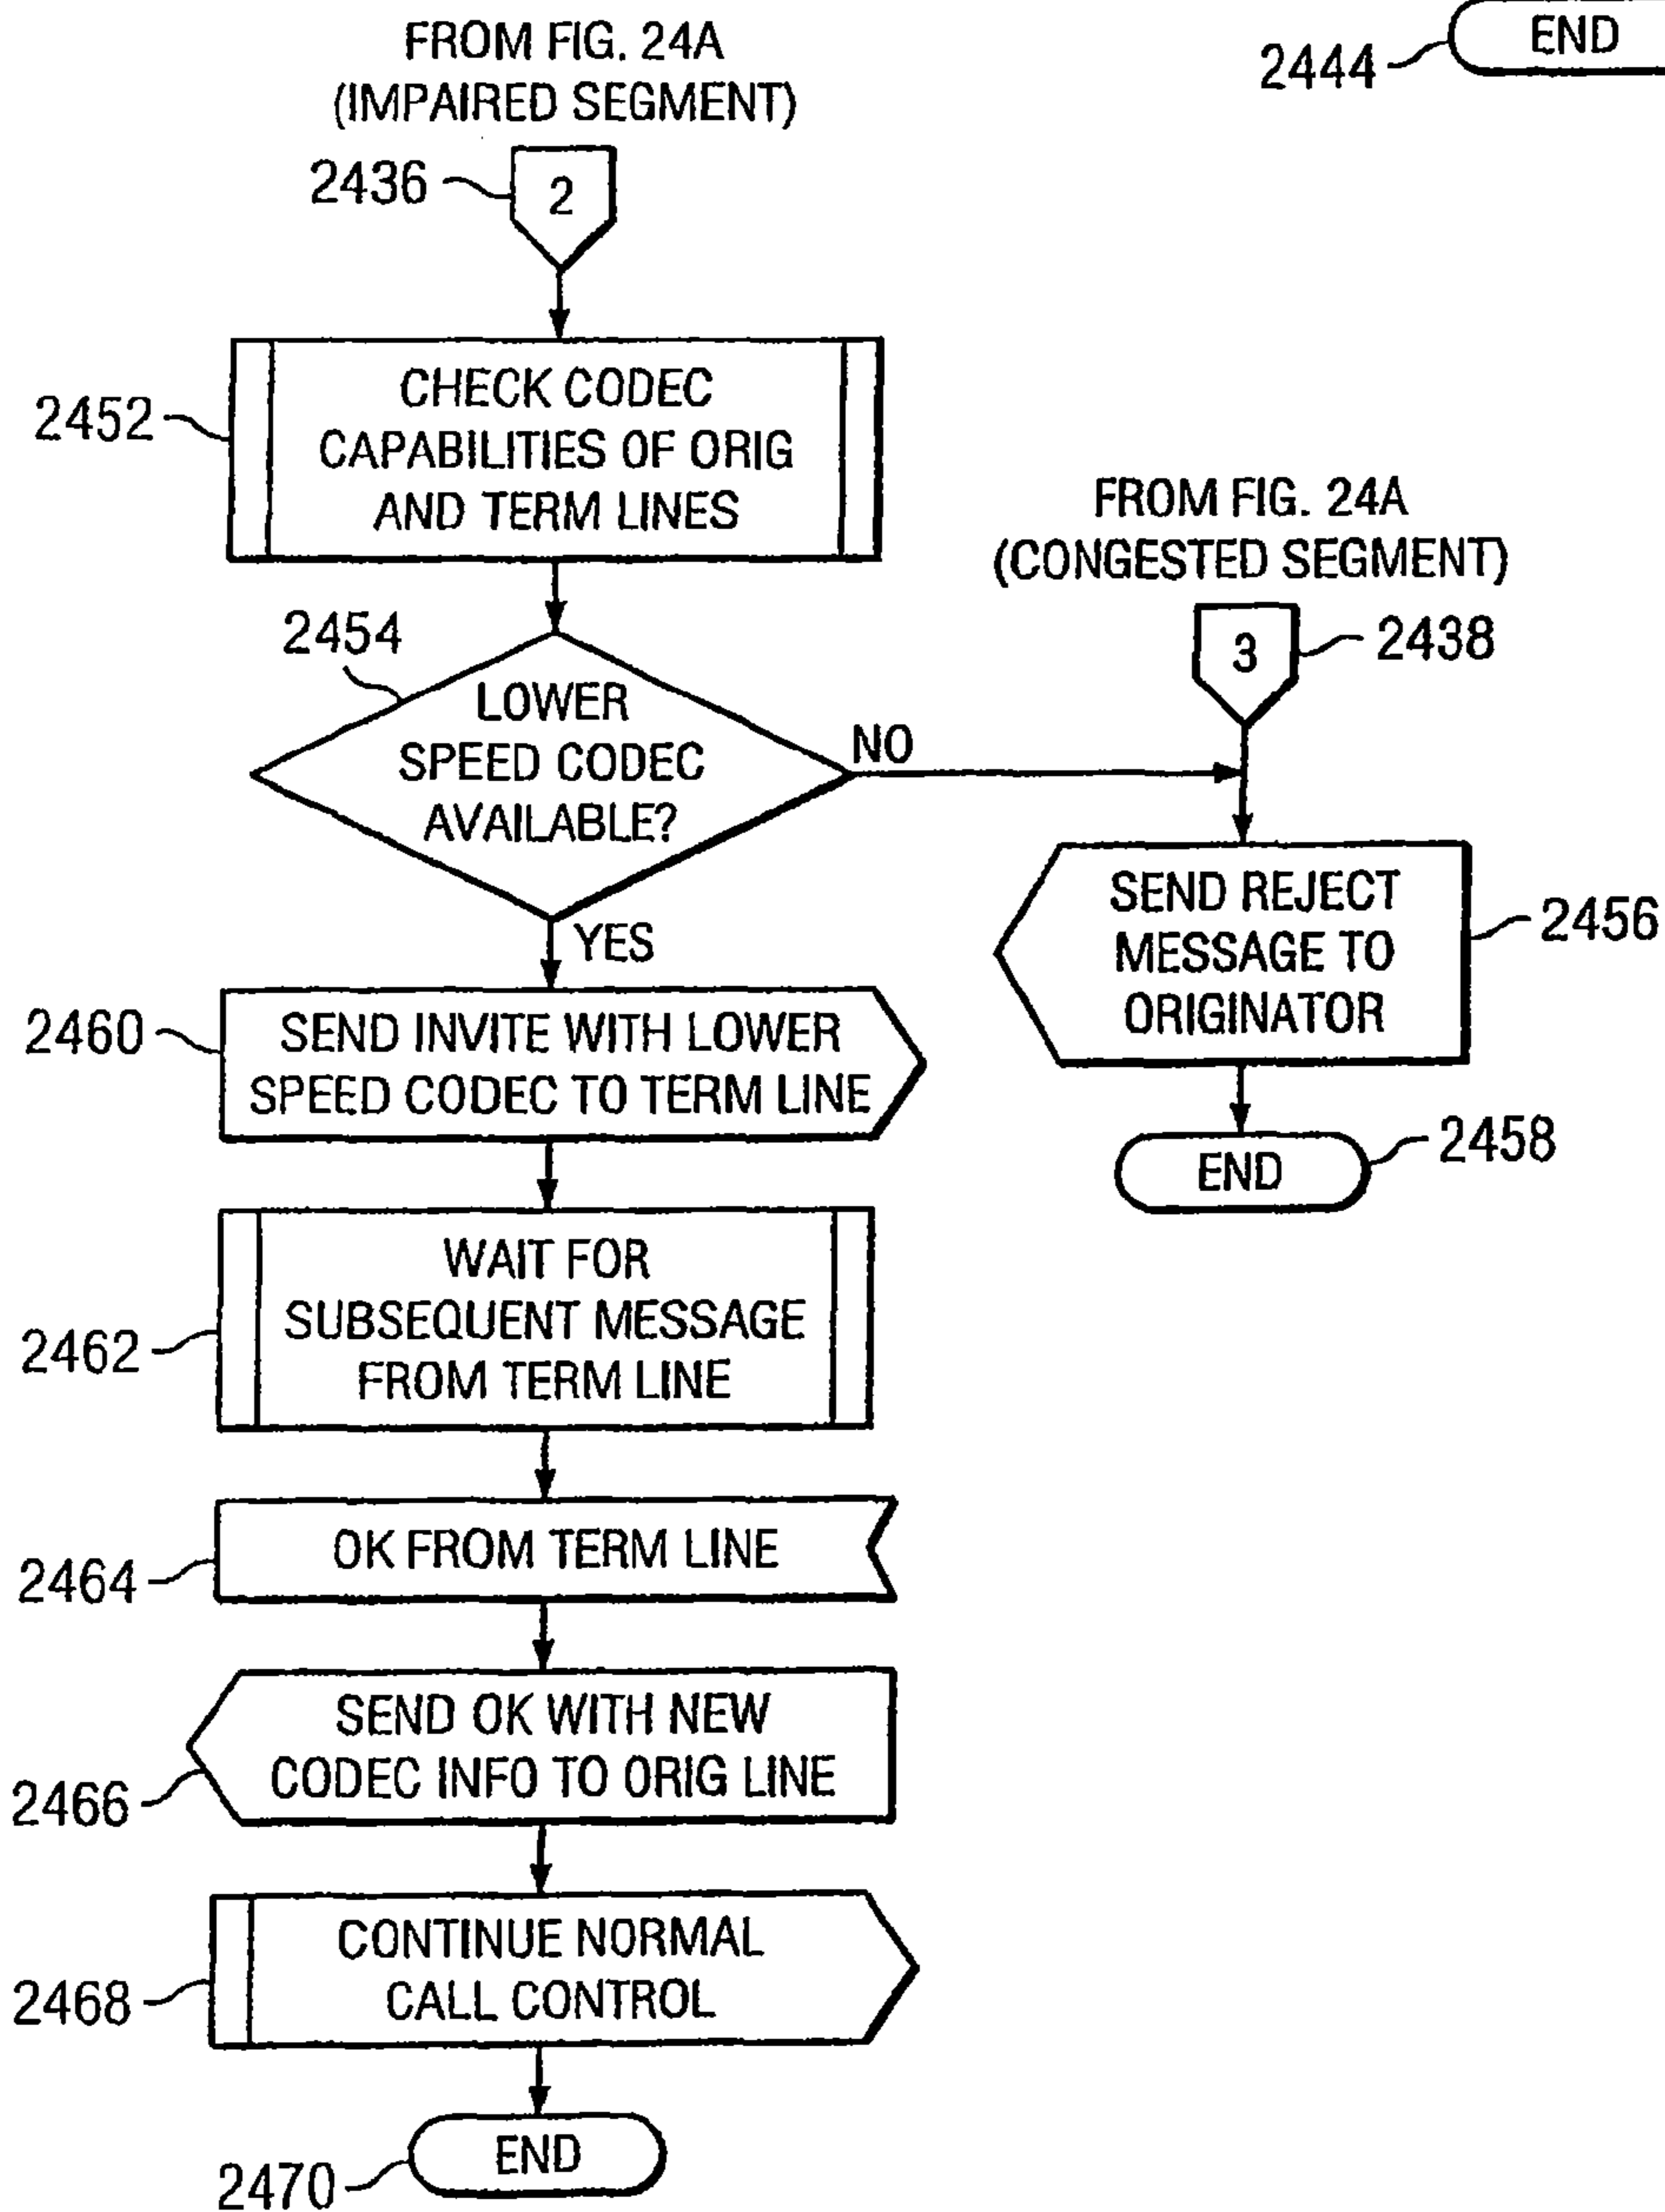 END
2444
FROM FIG. 24A
(IMPAIRED SEGMENT)
2436
2
2452
CHECK CODEC
CAPABILITIES OF ORIG
AND TERM LINES
FROM FIG. 24A
(CONGESTED SEGMENT)
3
2438
2454
LOWER
SPEED CODEC
AVAILABLE?
NO
YES
SEND REJECT
MESSAGE TO
ORIGINATOR
2456
END
2458
2460
SEND INVITE WITH LOWER
SPEED CODEC TO TERM LINE
2462
WAIT FOR
SUBSEQUENT MESSAGE
FROM TERM LINE
2464
OK FROM TERM LINE
2466
SEND OK WITH NEW
CODEC INFO TO ORIG LINE
2468
CONTINUE NORMAL
CALL CONTROL
2470
END